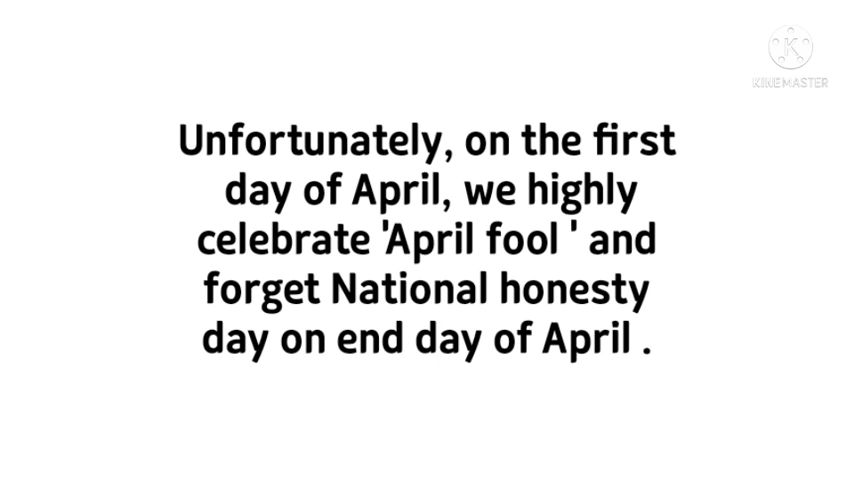 KINEMASTER
Unfortunately, on the first
day of April, we highly
celebrate 'April fool ' and
forget National honesty
day on end day of April .